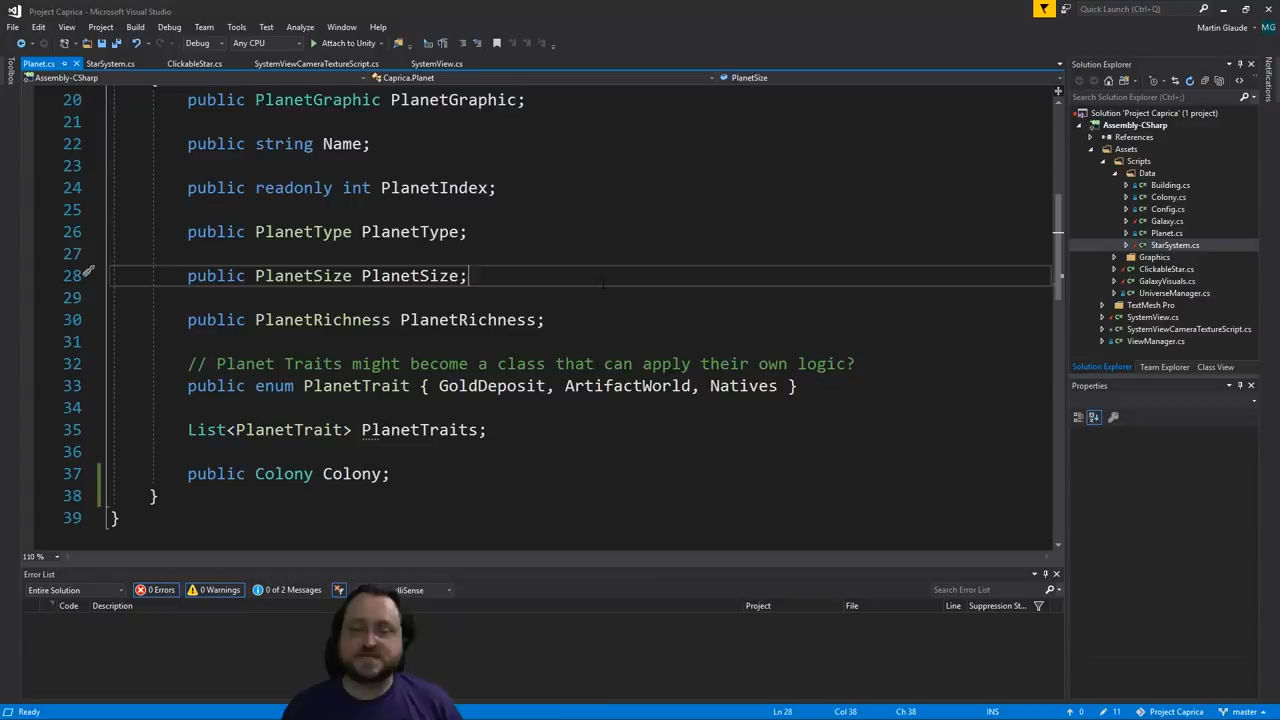 Project Caprica - Microsoft Visual Studio
Quick Launch (Ctrl+Q)
File Edit View Project Build Debug Team Tools Test Analyze Window Help
Martin Glaude MG
Debug Any CPU Attach to Unity
Toolbox
Planet.cs StarSystem.cs ClickableStar.cs SystemViewCameraTextureScript.cs SystemView.cs
Assembly-CSharp Caprica.Planet PlanetSize
20 public PlanetGraphic PlanetGraphic;
21
22 public string Name;
23
24 public readonly int PlanetIndex;
25
26 public PlanetType PlanetType;
27
28 public PlanetSize PlanetSize;
29
30 public PlanetRichness PlanetRichness;
31
32 // Planet Traits might become a class that can apply their own logic?
33 public enum PlanetTrait { GoldDeposit, ArtifactWorld, Natives }
34
35 List<PlanetTrait> PlanetTraits;
36
37 public Colony Colony;
38 }
39 }
110 %
Solution Explorer
Search Solution Explorer (Ctrl+;)
Solution 'Project Caprica' (1 project)
Assembly-CSharp
References
Assets
Scripts
Data
Building.cs
Colony.cs
Config.cs
Galaxy.cs
Planet.cs
StarSystem.cs
Graphics
ClickableStar.cs
GalaxyVisuals.cs
UniverseManager.cs
TextMesh Pro
SystemView.cs
SystemViewCameraTextureScript.cs
ViewManager.cs
Solution Explorer Team Explorer Class View
Properties
Notifications
Error List
Entire Solution 0 Errors 0 Warnings 0 of 2 Messages elliSense
Search Error List
Code Description Project File Line Suppression St...
Ready Ln 28 Col 38 Ch 38 INS 0 11 Project Caprica master